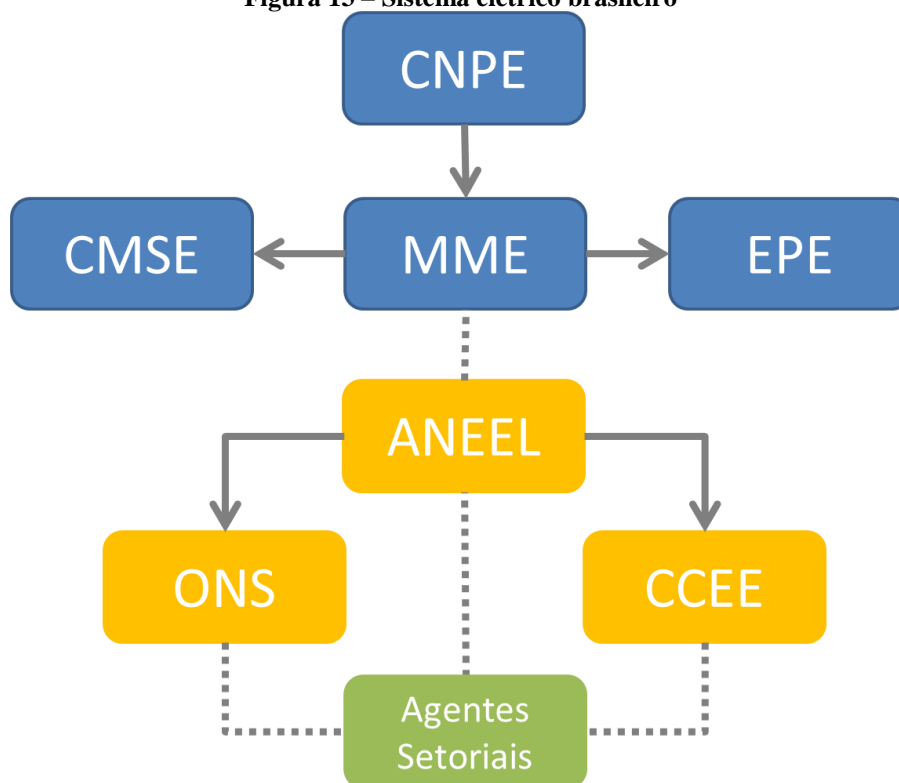 Figura 15 – Sistema elétrico brasileiro
CNPE
CMSE
MME
EPE
ANEEL
ONS
CCEE
Agentes
Setoriais